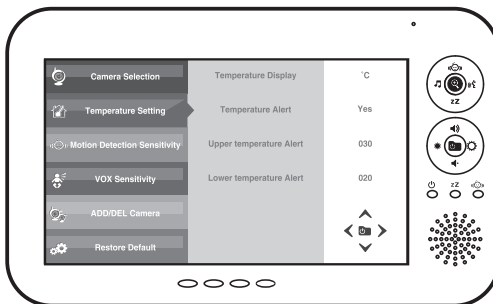 Camera Selection Temperature Display °C
Temperature Setting Temperature Alert Yes
Motion Detection Sensitivity Upper temperature Alert 030
VOX Sensitivity Lower temperature Alert 020
ADD/DEL Camera
Restore Default
zZ
zZ